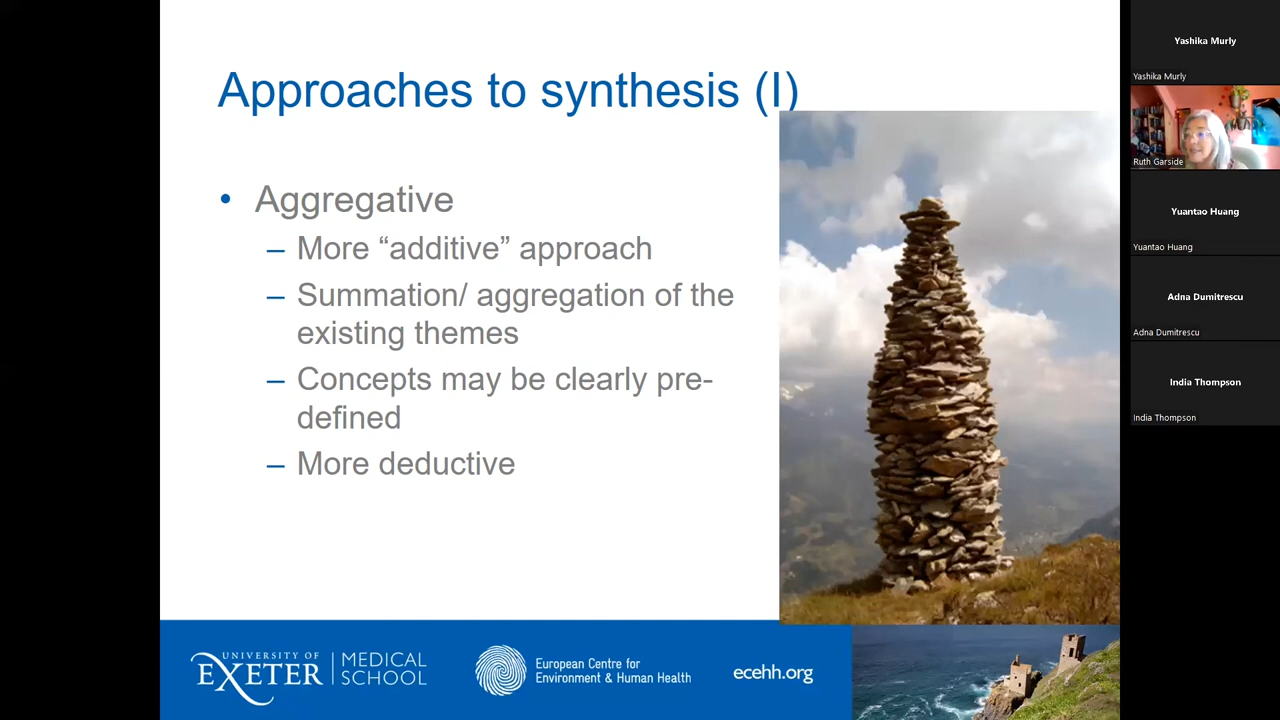 Approaches to synthesis (I)
• Aggregative
– More “additive” approach
– Summation/ aggregation of the
existing themes
– Concepts may be clearly pre-
defined
– More deductive
UNIVERSITY OF
EXETER
MEDICAL
SCHOOL
European Centre for
Environment & Human Health
ecehh.org
Yashika Murly
Yashika Murly
Ruth Garside
Yuantao Huang
Yuantao Huang
Adna Dumitrescu
Adna Dumitrescu
India Thompson
India Thompson